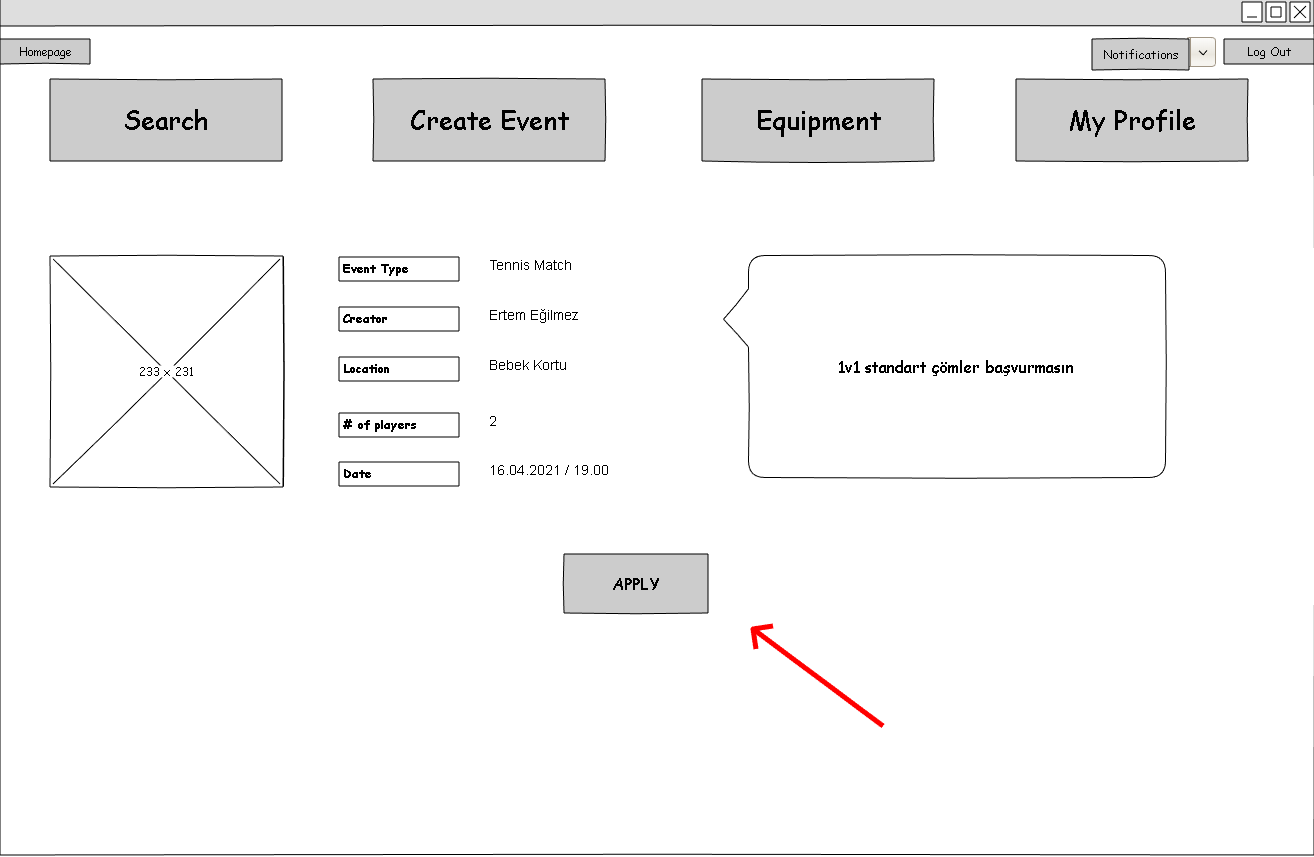 Homepage
Notifications
Log Out
Search
Create Event
Equipment
My Profile
233 x 231
Event Type
Tennis Match
Creator
Ertem Eğilmez
Location
Bebek Kortu
# of players
2
Date
16.04.2021 / 19.00
1v1 standart çömler başvurmasın
APPLY